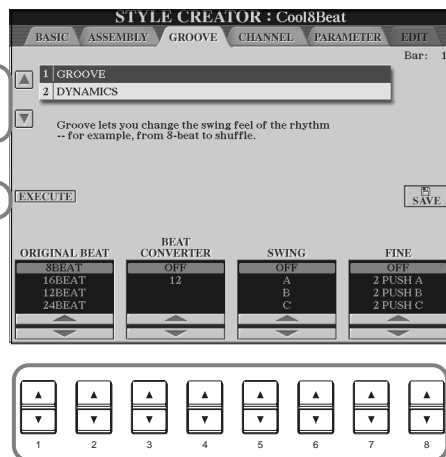 STYLE CREATOR : Cool8Beat
BASIC ASSEMBLY GROOVE CHANNEL PARAMETER EDIT
Bar: 1
1 GROOVE
2 DYNAMICS
Groove lets you change the swing feel of the rhythm
-- for example, from 8-beat to shuffle.
EXECUTE
SAVE
ORIGINAL BEAT BEAT CONVERTER SWING FINE
8BEAT OFF OFF OFF
16BEAT 12 A 2 PUSH A
12BEAT B 2 PUSH B
24BEAT C 2 PUSH C
1 2 3 4 5 6 7 8